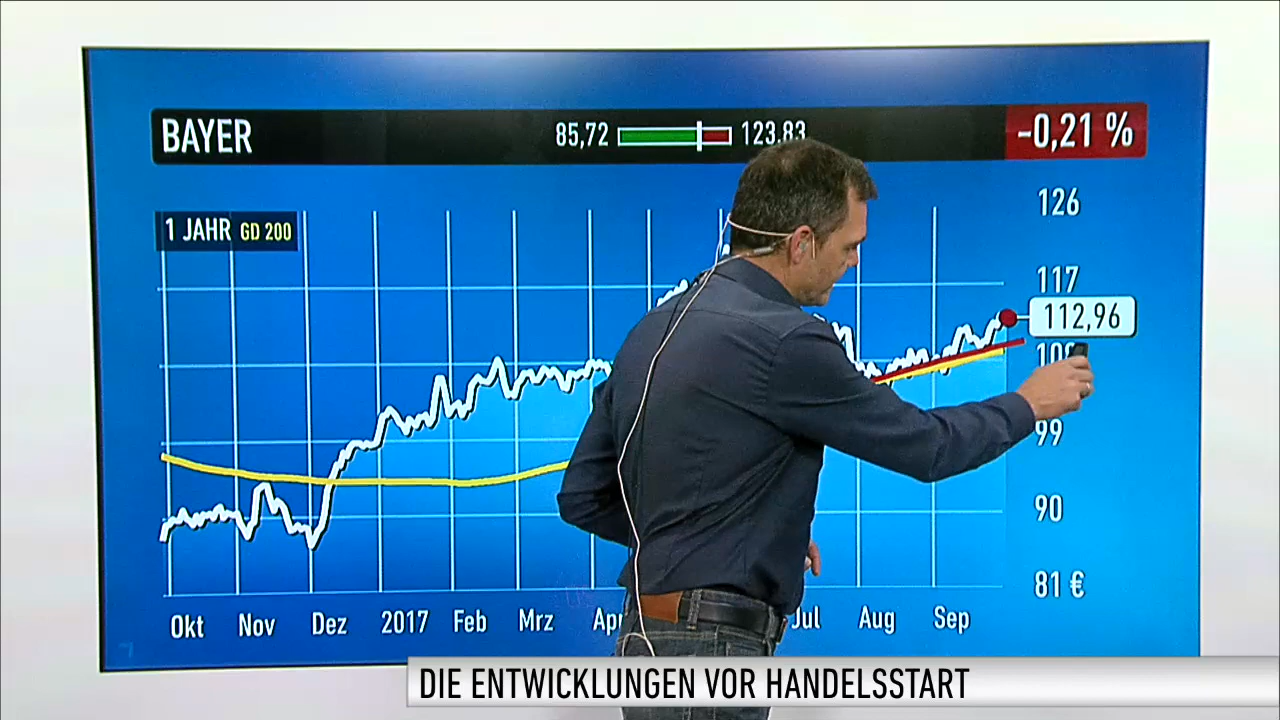 BAYER 85,72 123,83 -0,21 %
1 JAHR GD 200
126
117
112,96
99
90
81 €
Okt Nov Dez 2017 Feb Mrz Jul Aug Sep
DIE ENTWICKLUNGEN VOR HANDELSSTART